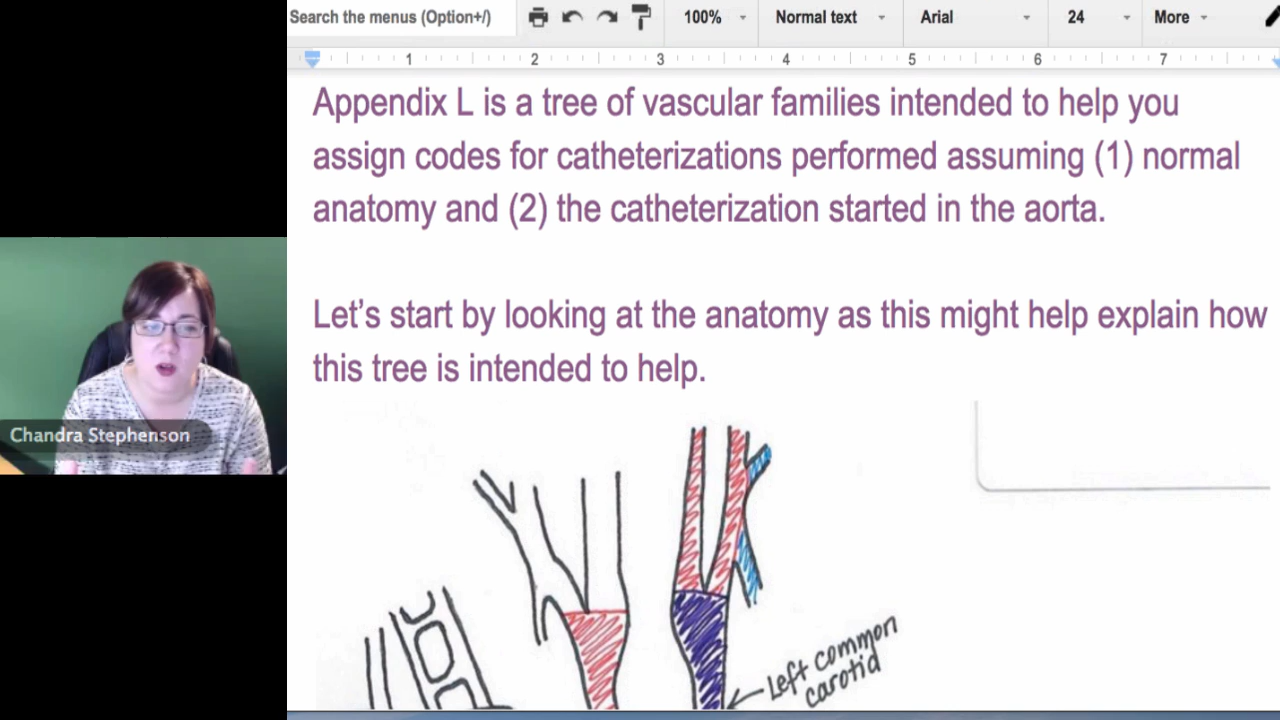 Search the menus (Option+/)
100%
Normal text
Arial
24
More
1 2 3 4 5 6 7
Appendix L is a tree of vascular families intended to help you
assign codes for catheterizations performed assuming (1) normal
anatomy and (2) the catheterization started in the aorta.
Let's start by looking at the anatomy as this might help explain how
this tree is intended to help.
Chandra Stephenson
Left common
carotid